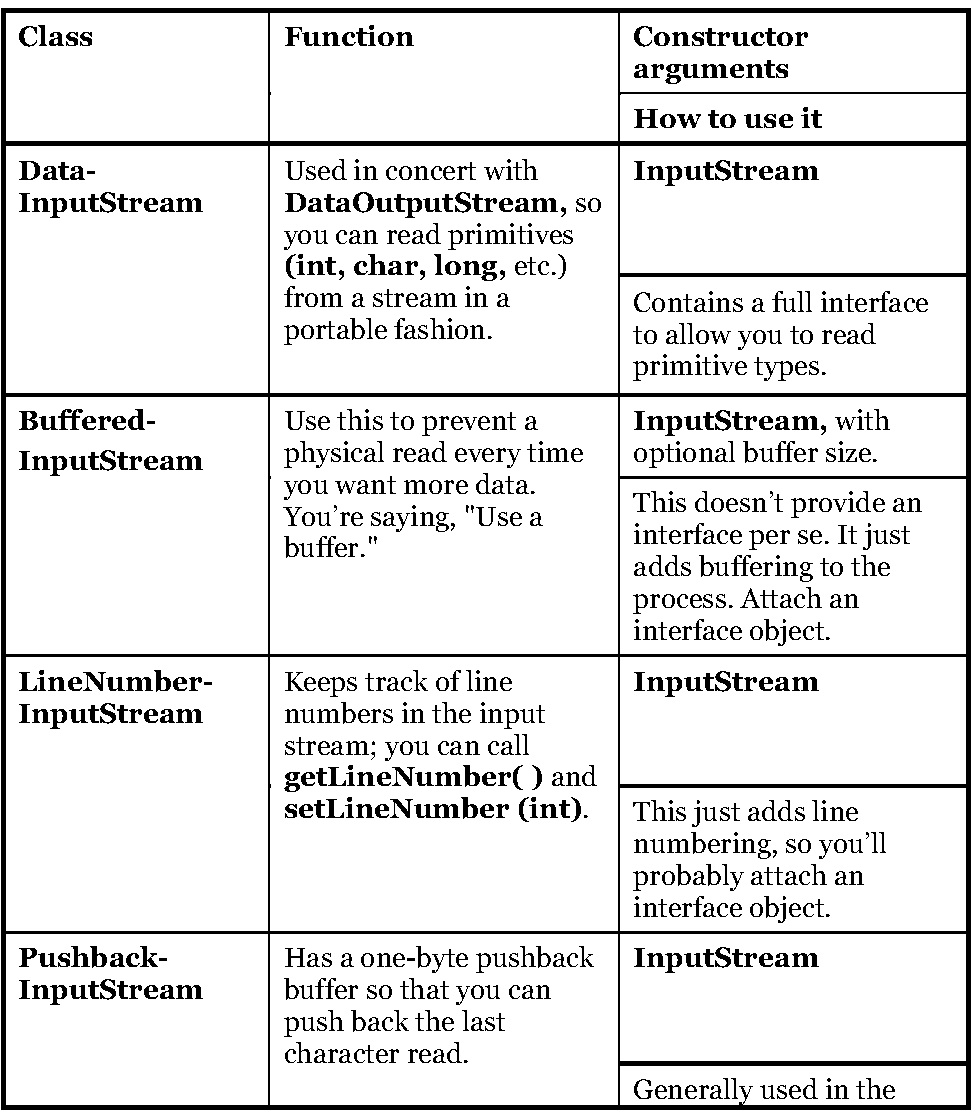 Class
Function
Constructor
arguments
How to use it
Data-
InputStream
Used in concert with
DataOutputStream, so
you can read primitives
(int, char, long, etc.)
from a stream in a
portable fashion.
InputStream
Contains a full interface
to allow you to read
primitive types.
Buffered-
InputStream
Use this to prevent a
physical read every time
you want more data.
You’re saying, "Use a
buffer."
InputStream, with
optional buffer size.
This doesn’t provide an
interface per se. It just
adds buffering to the
process. Attach an
interface object.
LineNumber-
InputStream
Keeps track of line
numbers in the input
stream; you can call
getLineNumber( ) and
setLineNumber (int).
InputStream
This just adds line
numbering, so you’ll
probably attach an
interface object.
Pushback-
InputStream
Has a one-byte pushback
buffer so that you can
push back the last
character read.
InputStream
Generally used in the